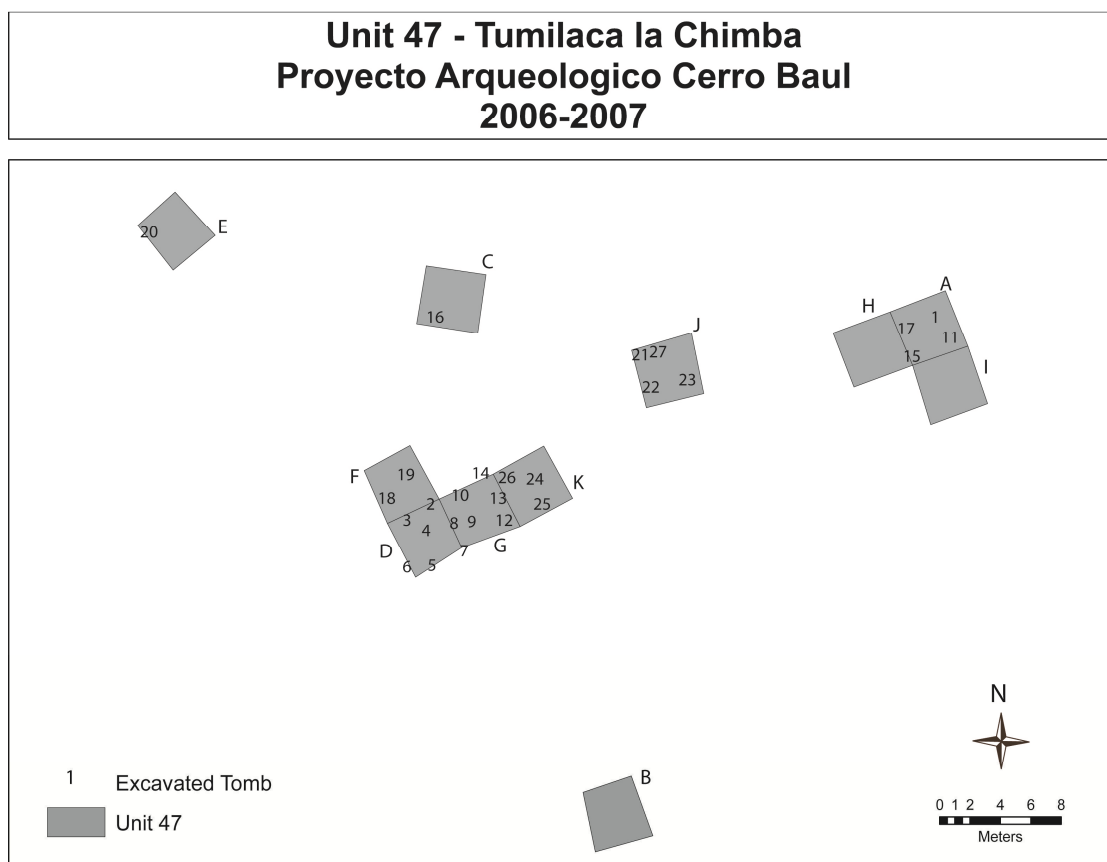 Unit 47 - Tumilaca la Chimba
Proyecto Arqueologico Cerro Baul
2006-2007
E
20
C
16
A
H
1
17
11
15
I
J
21 27
22 23
F
19
18
14
26 24
K
10
13
25
2
3
4
8 9 12
D
7
G
6 5
N
B
1 Excavated Tomb
Unit 47
0 1 2 4 6 8
Meters